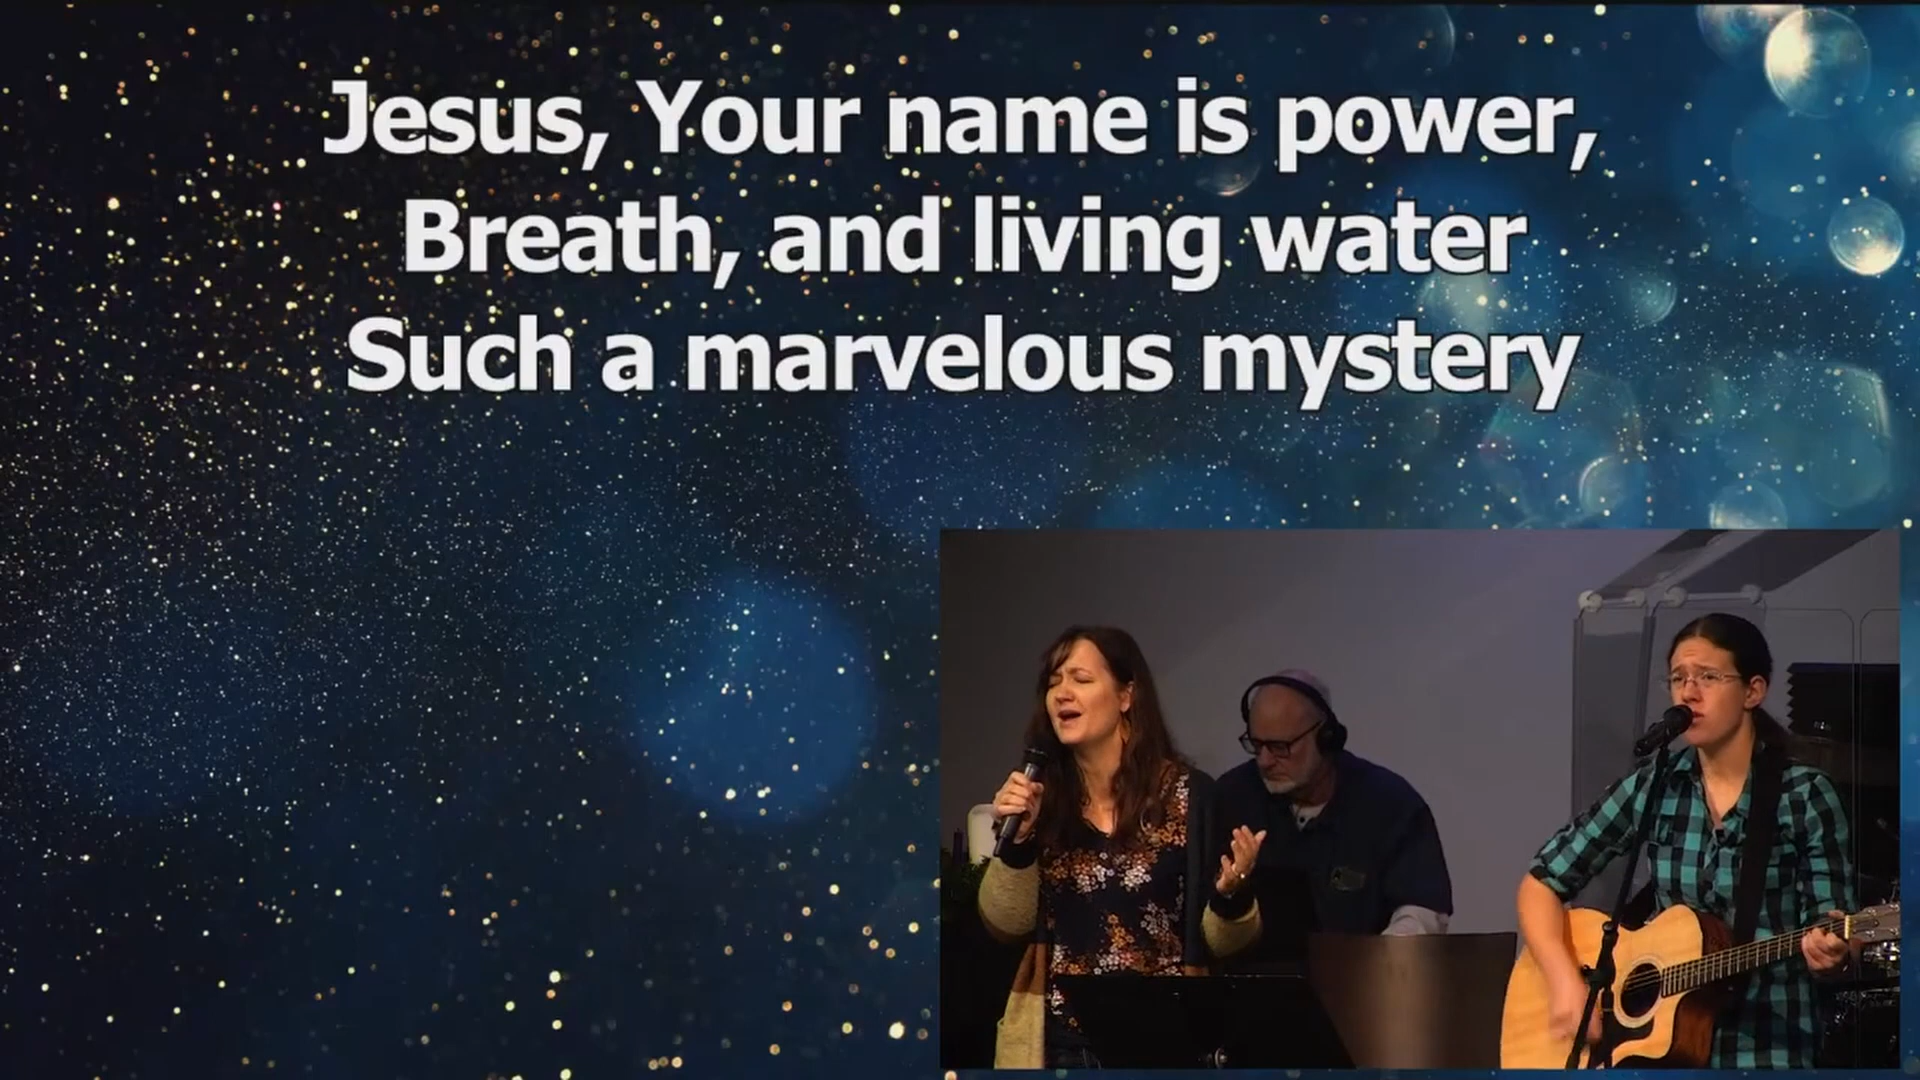 Jesus, Your name is power,
Breath, and living water
Such a marvelous mystery